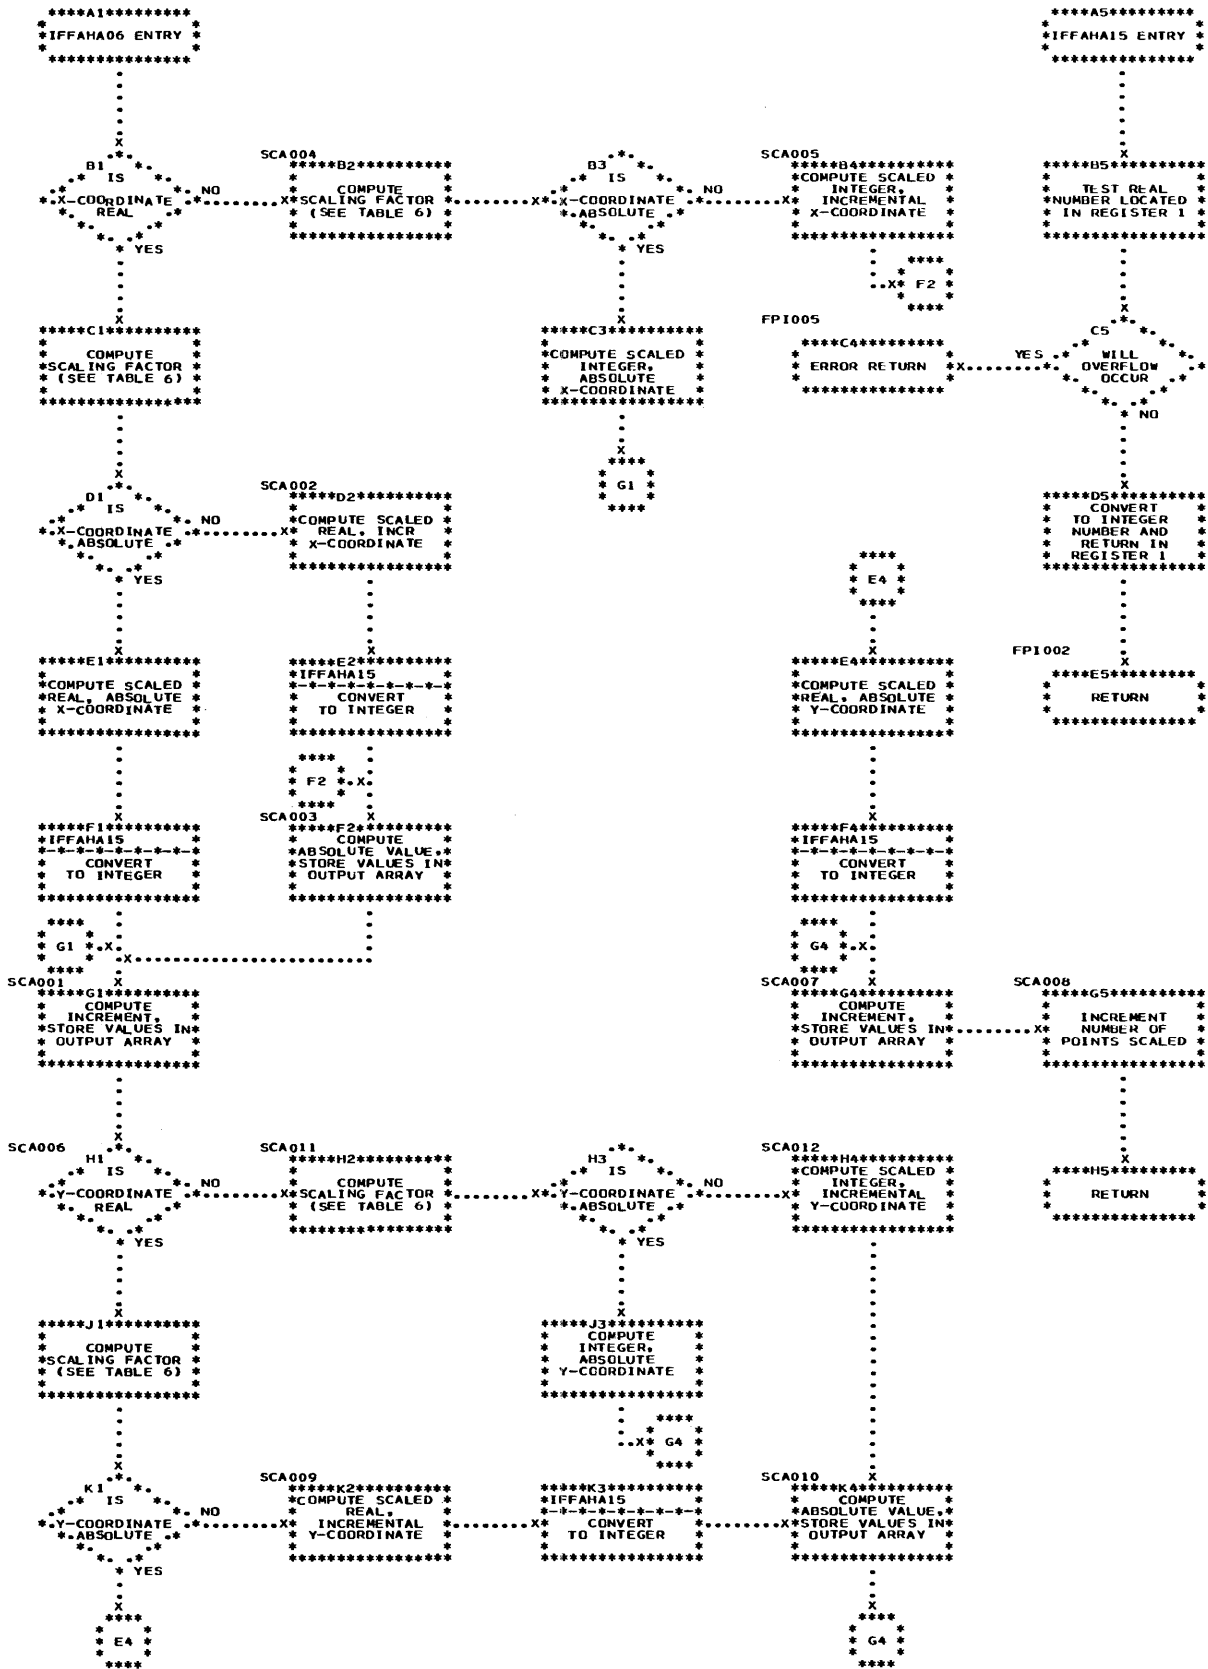 ****A1*********
IFFAHA06 ENTRY
****A5*********
IFFAHA15 ENTRY
B1
IS
X-COORDINATE
REAL
NO
YES
SCA004
*****B2**********
COMPUTE
SCALING FACTOR
(SEE TABLE 6)
B3
IS
X-COORDINATE
ABSOLUTE
NO
YES
SCA005
*****B4**********
COMPUTE SCALED
INTEGER,
INCREMENTAL
X-COORDINATE
F2
*****B5**********
TEST REAL
NUMBER LOCATED
IN REGISTER 1
*****C1**********
COMPUTE
SCALING FACTOR
(SEE TABLE 6)
*****C3**********
COMPUTE SCALED
INTEGER,
ABSOLUTE
X-COORDINATE
G1
FPI005
****C4*********
ERROR RETURN
C5
WILL
OVERFLOW
OCCUR
YES
NO
D1
IS
X-COORDINATE
ABSOLUTE
NO
YES
SCA002
*****D2**********
COMPUTE SCALED
REAL, INCR
X-COORDINATE
*****D5**********
CONVERT
TO INTEGER
NUMBER AND
RETURN IN
REGISTER 1
E4
*****E1**********
COMPUTE SCALED
REAL, ABSOLUTE
X-COORDINATE
*****E2**********
IFFAHA15
CONVERT
TO INTEGER
*****E4**********
COMPUTE SCALED
REAL, ABSOLUTE
Y-COORDINATE
FPI002
****E5*********
RETURN
F2
*****F1**********
IFFAHA15
CONVERT
TO INTEGER
SCA003
*****F2**********
COMPUTE
ABSOLUTE VALUE,
STORE VALUES IN
OUTPUT ARRAY
*****F4**********
IFFAHA15
CONVERT
TO INTEGER
G1
G4
SCA001
*****G1**********
COMPUTE
INCREMENT,
STORE VALUES IN
OUTPUT ARRAY
SCA007
*****G4**********
COMPUTE
INCREMENT,
STORE VALUES IN
OUTPUT ARRAY
SCA008
*****G5**********
INCREMENT
NUMBER OF
POINTS SCALED
SCA006
H1
IS
Y-COORDINATE
REAL
NO
YES
SCA011
*****H2**********
COMPUTE
SCALING FACTOR
(SEE TABLE 6)
H3
IS
Y-COORDINATE
ABSOLUTE
NO
YES
SCA012
*****H4**********
COMPUTE SCALED
INTEGER,
INCREMENTAL
Y-COORDINATE
****H5*********
RETURN
*****J1**********
COMPUTE
SCALING FACTOR
(SEE TABLE 6)
*****J3**********
COMPUTE
INTEGER,
ABSOLUTE
Y-COORDINATE
G4
K1
IS
Y-COORDINATE
ABSOLUTE
NO
YES
SCA009
*****K2**********
COMPUTE SCALED
REAL,
INCREMENTAL
Y-COORDINATE
*****K3**********
IFFAHA15
CONVERT
TO INTEGER
SCA010
*****K4**********
COMPUTE
ABSOLUTE VALUE,
STORE VALUES IN
OUTPUT ARRAY
E4
G4